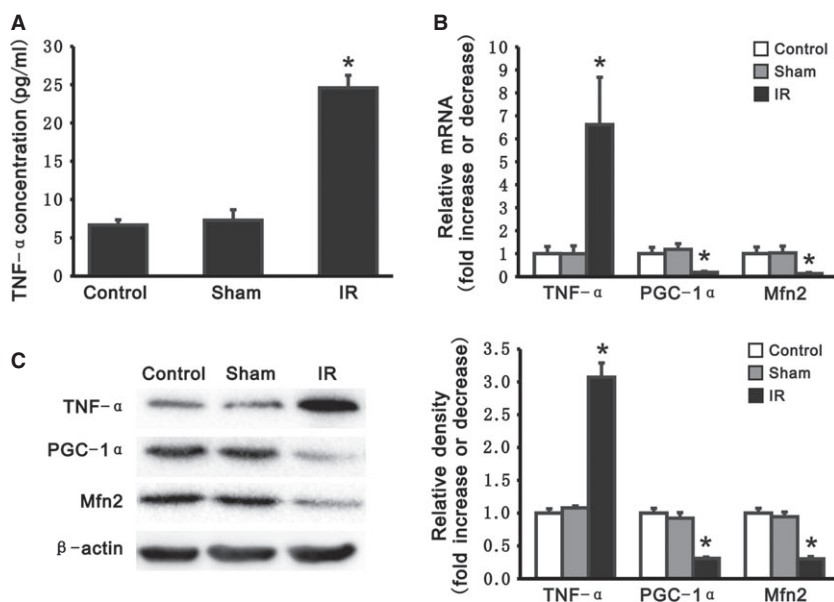 A
TNF-α concentration (pg/ml)
30
25
20
15
10
5
0
*
Control Sham IR
B
Relative mRNA
(fold increase or decrease)
10
9
8
7
6
5
4
3
2
1
0
Control
Sham
IR
* * *
TNF-α PGC-1α Mfn2
C
Control Sham IR
TNF-α
PGC-1α
Mfn2
β-actin
Relative density
(fold increase or decrease)
3.5
3.0
2.5
2.0
1.5
1.0
0.5
0.0
Control
Sham
IR
* * *
TNF-α PGC-1α Mfn2